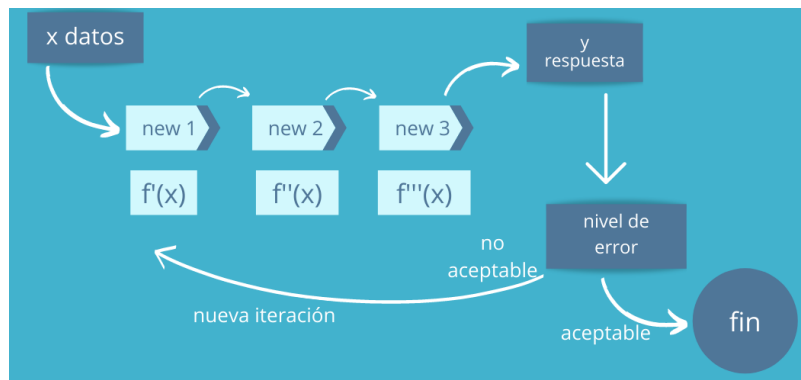 x datos
y
respuesta
new 1
new 2
new 3
f'(x)
f''(x)
f'''(x)
nivel de
error
no
aceptable
nueva iteración
aceptable
fin